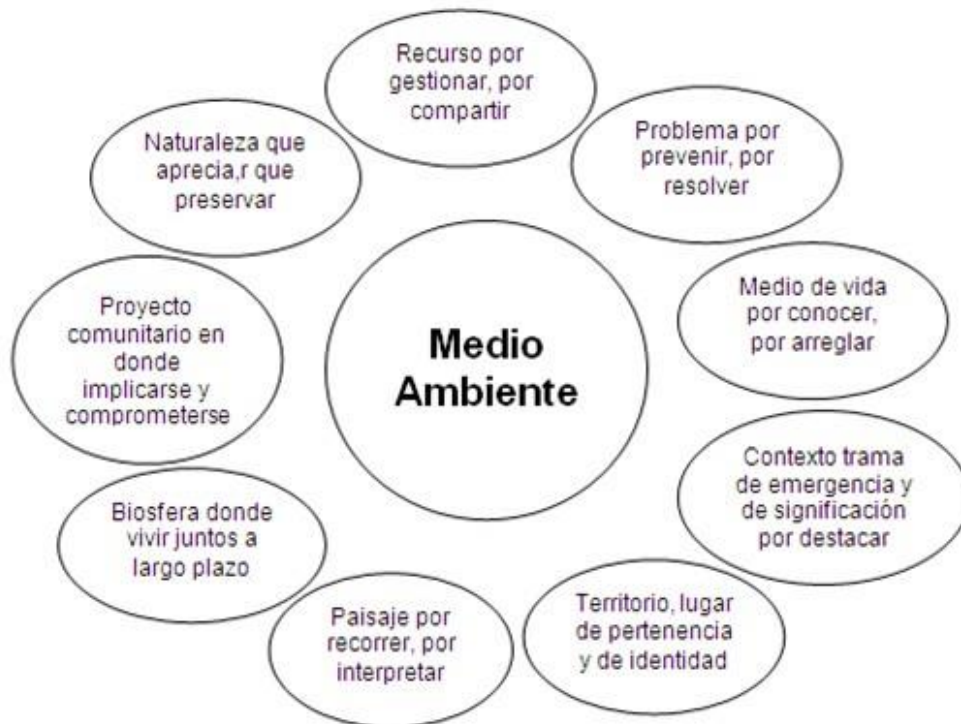 Recurso por
gestionar, por
compartir
Problema por
prevenir, por
resolver
Medio de vida
por conocer,
por arreglar
Contexto trama
de emergencia y
de significación
por destacar
Territorio, lugar
de pertenencia
y de identidad
Paisaje por
recorrer, por
interpretar
Biosfera donde
vivir juntos a
largo plazo
Proyecto
comunitario en
donde
implicarse y
comprometerse
Naturaleza que
aprecia,r que
preservar
Medio
Ambiente